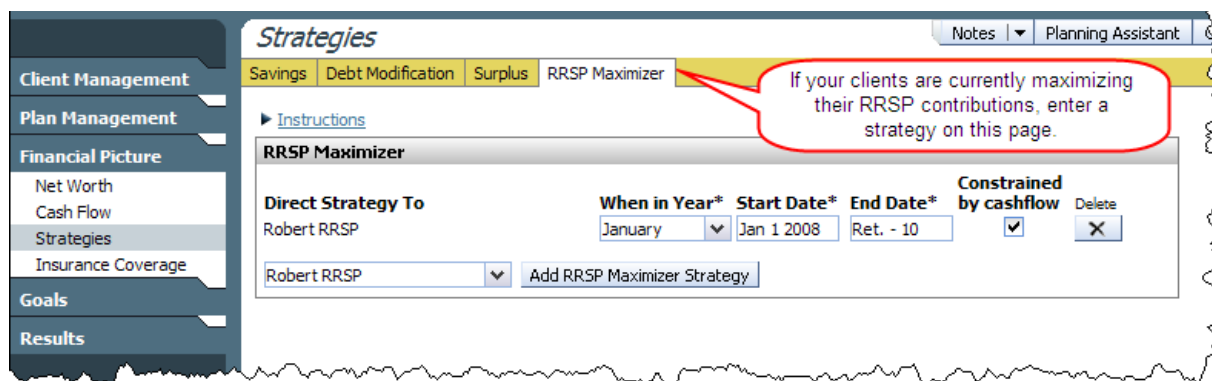 Strategies
Notes
Planning Assistant
Client Management
Plan Management
Financial Picture
Net Worth
Cash Flow
Strategies
Insurance Coverage
Goals
Results
Savings Debt Modification Surplus RRSP Maximizer
If your clients are currently maximizing
their RRSP contributions, enter a
strategy on this page.
Instructions
RRSP Maximizer
Direct Strategy To When in Year* Start Date* End Date* Constrained by cashflow Delete
Robert RRSP January Jan 1 2008 Ret. - 10
Robert RRSP Add RRSP Maximizer Strategy